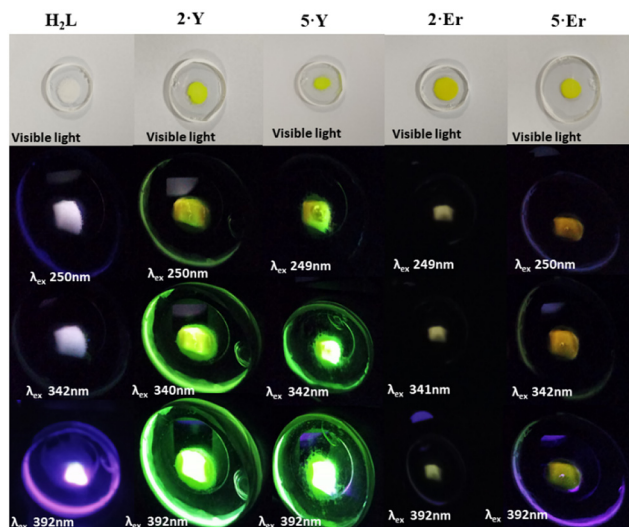 H₂L 2·Y 5·Y 2·Er 5·Er
Visible light Visible light Visible light Visible light Visible light
λex 250nm λex 250nm λex 249nm λex 249nm λex 250nm
λex 342nm λex 340nm λex 342nm λex 341nm λex 342nm
λex 392nm λex 392nm λex 392nm λex 392nm λex 392nm